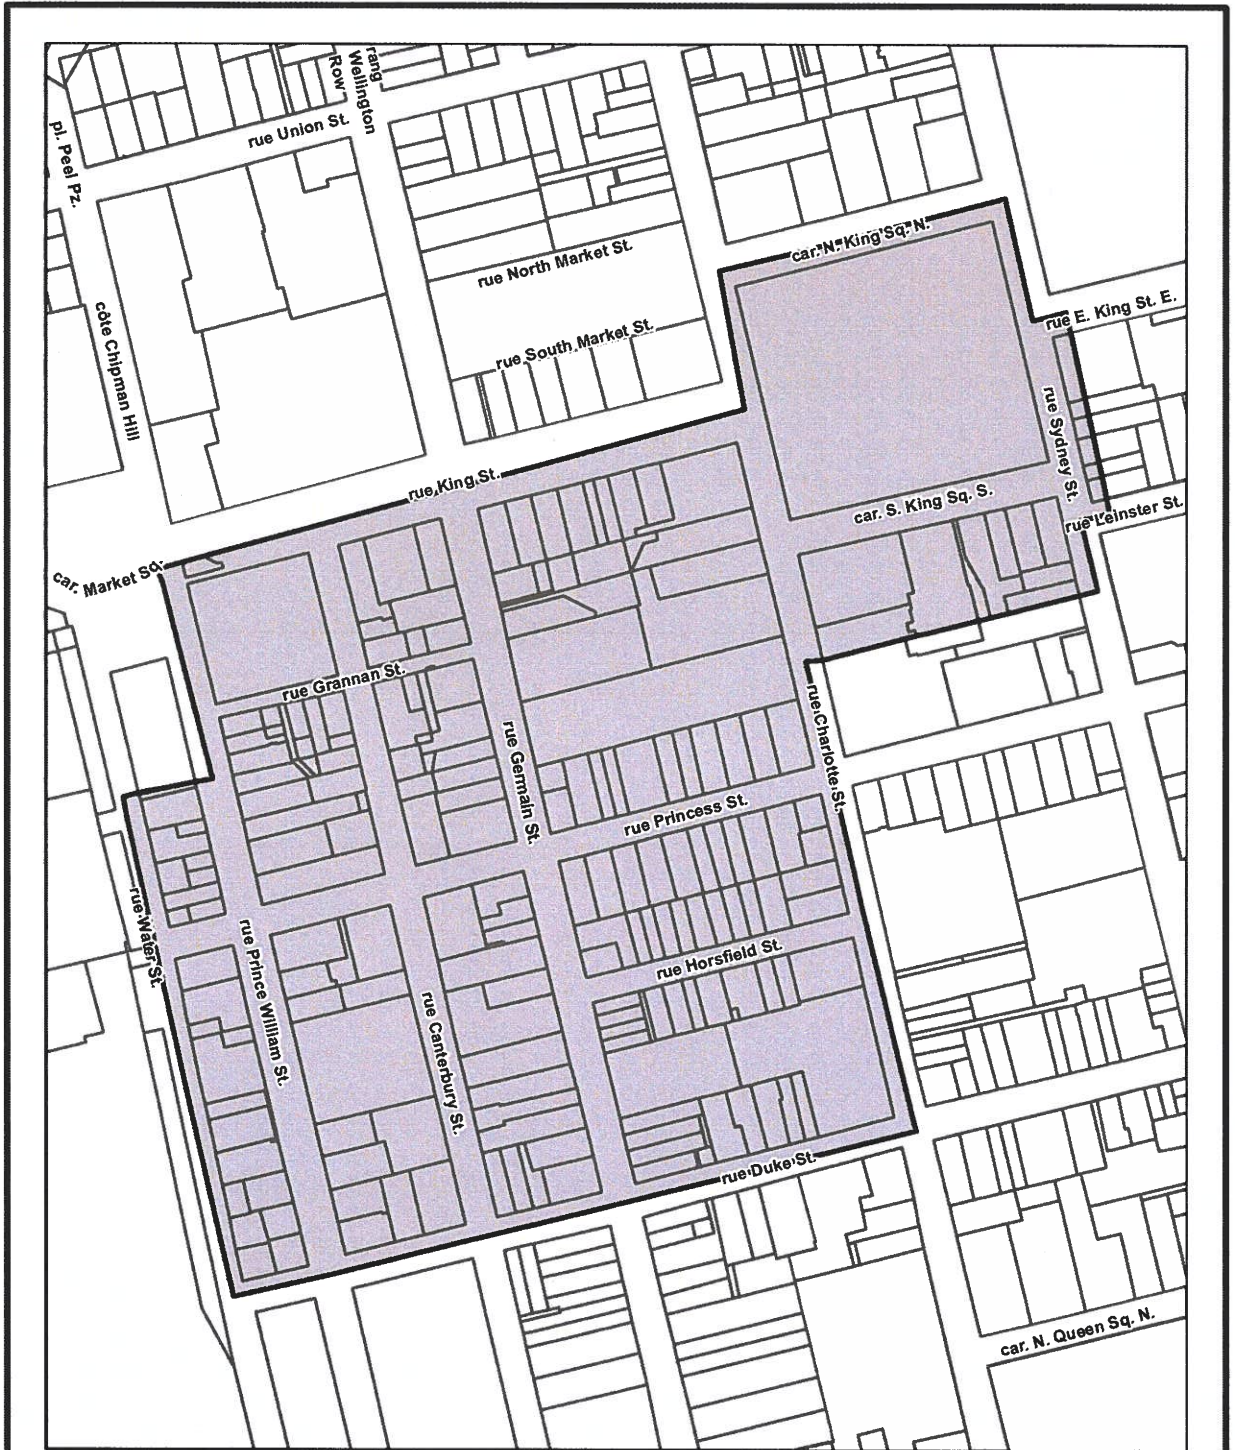 rang
Wellington
Row
rue Union St.
pl. Peel Pz.
car. N. King Sq. N.
rue North Market St.
rue E. King St. E.
côte Chipman Hill
rue South Market St.
rue Sydney St.
rue King St.
car. S. King Sq. S.
rue Leinster St.
car. Market Sq.
rue Grannan St.
rue Charlotte St.
rue Germain St.
rue Princess St.
rue Water St.
rue Prince William St.
rue Horsfield St.
rue Canterbury St.
rue Duke St.
car. N. Queen Sq. N.